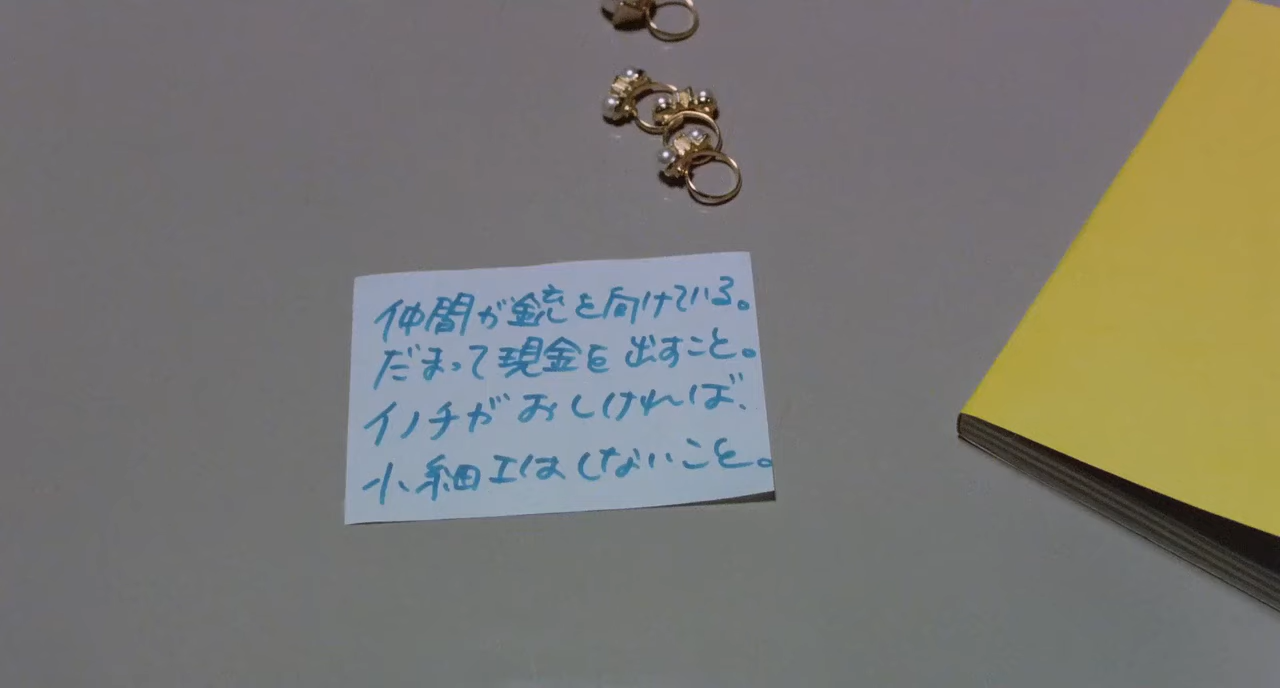 仲間が銃を向けている。
だまって現金を出すこと。
イノチがおしければ、
小細工はしないこと。